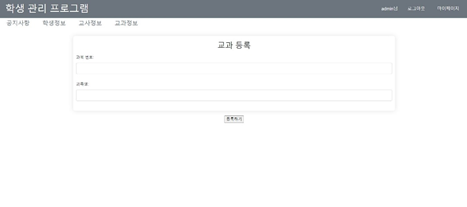 학생 관리 프로그램
admin님 로그아웃 마이페이지
공지사항 학생정보 교사정보 교과정보
교과 등록
과목 번호:
과목명:
등록하기